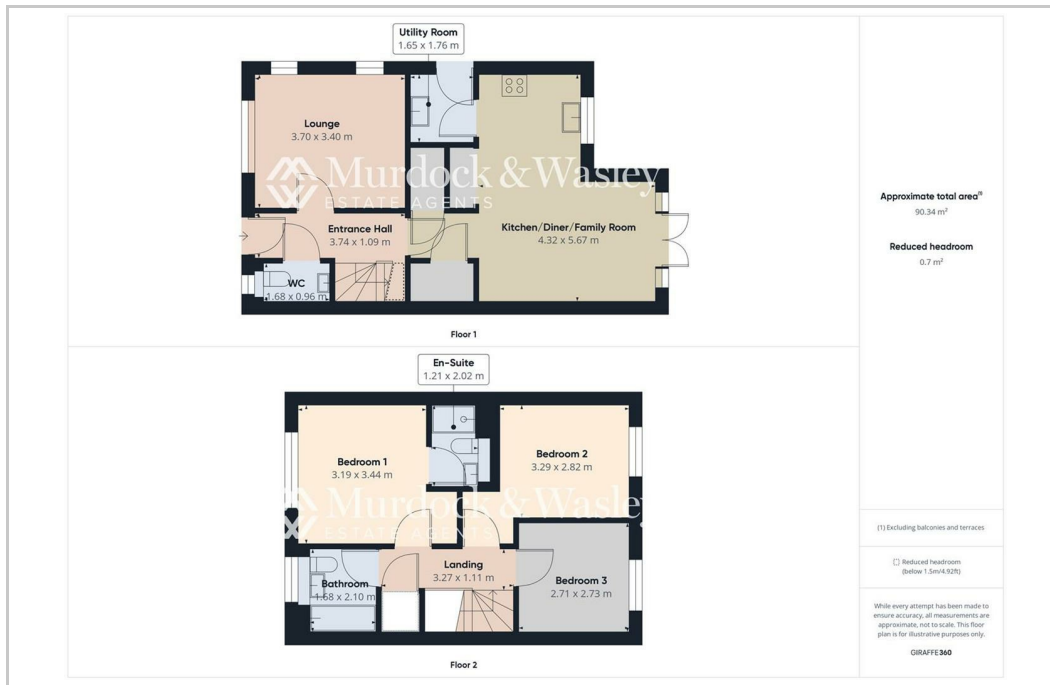 Utility Room
1.65 x 1.76 m
Lounge
3.70 x 3.40 m
Murdock & Wasley
ESTATE AGENTS
Entrance Hall
3.74 x 1.09 m
Kitchen/Diner/Family Room
4.32 x 5.67 m
WC
1.68 x 0.96 m
Floor 1
En-Suite
1.21 x 2.02 m
Bedroom 1
3.19 x 3.44 m
Bedroom 2
3.29 x 2.82 m
Murdock & Wasley
ESTATE AGENTS
Landing
3.27 x 1.11 m
Bathroom
1.68 x 2.10 m
Bedroom 3
2.71 x 2.73 m
Floor 2
Approximate total area⁽¹⁾
90.34 m²
Reduced headroom
0.7 m²
(1) Excluding balconies and terraces
Reduced headroom
(below 1.5m/4.92ft)
While every attempt has been made to
ensure accuracy, all measurements are
approximate, not to scale. This floor
plan is for illustrative purposes only.
GIRAFFE360